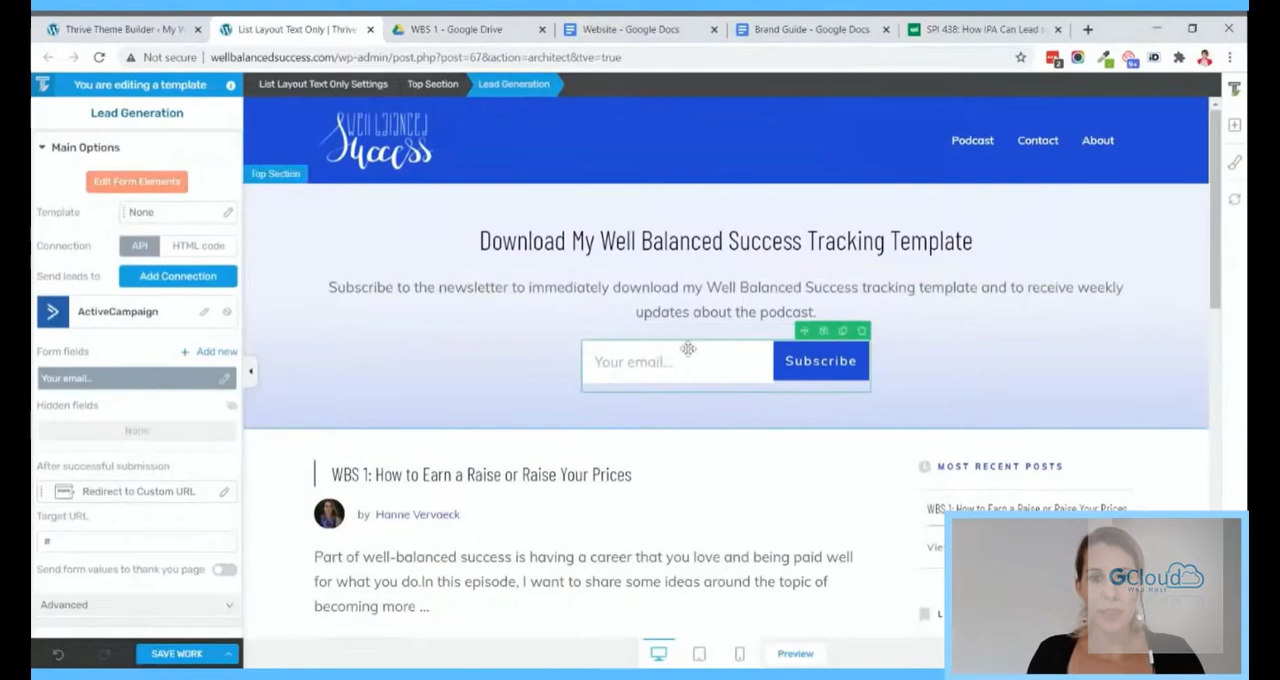 Thrive Theme Builder - My W
List Layout Text Only | Thrive
WBS 1 - Google Drive
Website - Google Docs
Brand Guide - Google Docs
SPI 438: How IPA Can Lead
Not secure | wellbalancedsuccess.com/wp-admin/post.php?post=67&action=architect&tve=true
You are editing a template
List Layout Text Only Settings
Top Section
Lead Generation
Lead Generation
Main Options
Edit Form Elements
Template
None
Connection
API
HTML code
Send leads to
Add Connection
ActiveCampaign
Form fields
+ Add new
Your email...
Hidden fields
None
After successful submission
Redirect to Custom URL
Target URL
#
Send form values to thank you page
Advanced
SAVE WORK
WELL BALANCED
Success
Podcast
Contact
About
Top Section
Download My Well Balanced Success Tracking Template
Subscribe to the newsletter to immediately download my Well Balanced Success tracking template and to receive weekly
updates about the podcast.
Your email...
Subscribe
WBS 1: How to Earn a Raise or Raise Your Prices
by Hanne Vervaeck
Part of well-balanced success is having a career that you love and being paid well
for what you do.In this episode, I want to share some ideas around the topic of
becoming more ...
MOST RECENT POSTS
WBS 1: How to Earn a Raise or Raise Your Prices
Vie
L
Preview
GCloud
Web Host